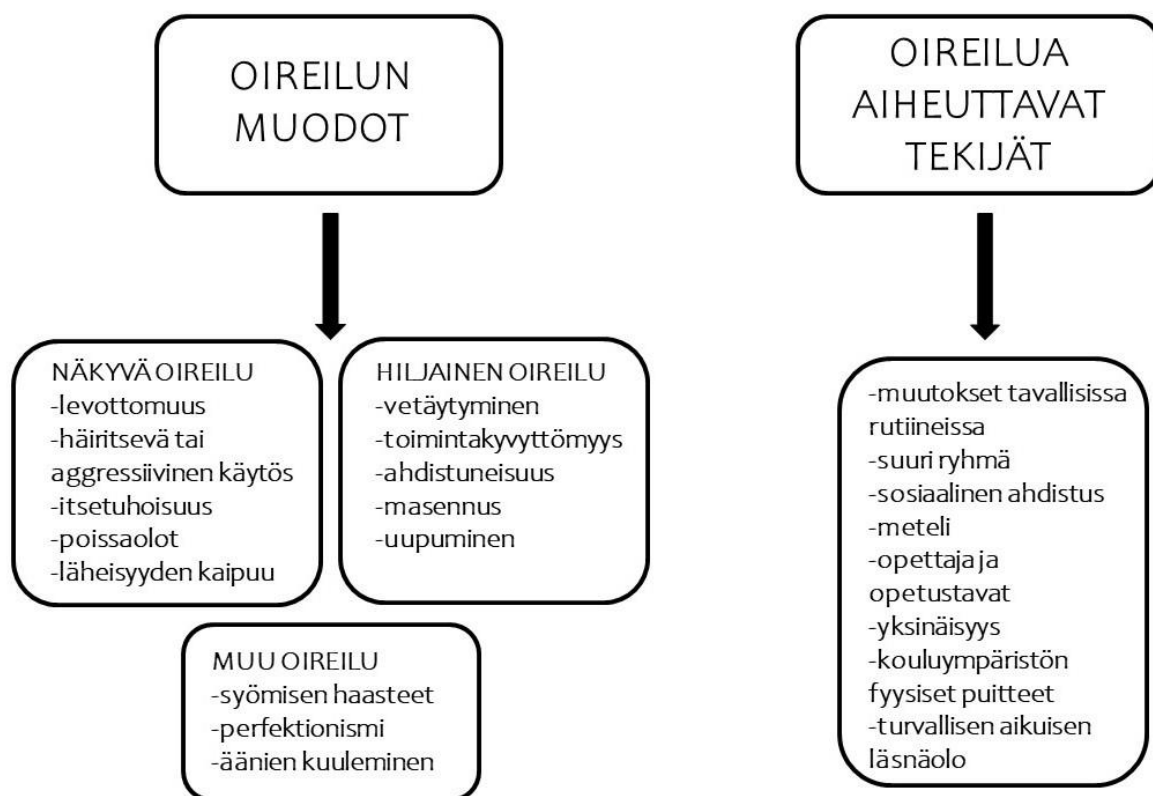 OIREILUN
MUODOT
NÄKYVÄ OIREILU
-levottomuus
-häiritsevä tai
aggressiivinen käytös
-itsetuhoisuus
-poissaolot
-läheisyyden kaipuu
HILJAINEN OIREILU
-vetäytyminen
-toimintakyvyttömyys
-ahdistuneisuus
-masennus
-uupuminen
MUU OIREILU
-syömisen haasteet
-perfektionismi
-äänien kuuleminen
OIREILUA
AIHEUTTAVAT
TEKIJÄT
-muutokset tavallisissa
rutiineissa
-suuri ryhmä
-sosiaalinen ahdistus
-meteli
-opettaja ja
opetustavat
-yksinäisyys
-kouluympäristön
fyysiset puitteet
-turvallisen aikuisen
läsnäolo